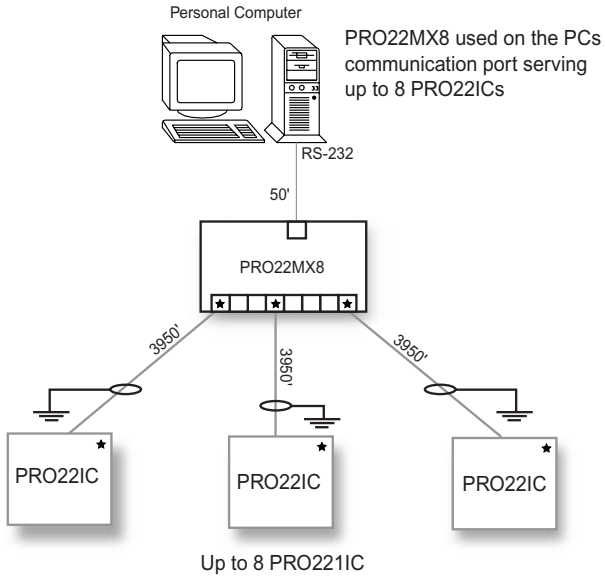 Personal Computer
PRO22MX8 used on the PCs
communication port serving
up to 8 PRO22ICs
RS-232
50'
PRO22MX8
3950'
3950'
3950'
PRO22IC
PRO22IC
PRO22IC
Up to 8 PRO221IC